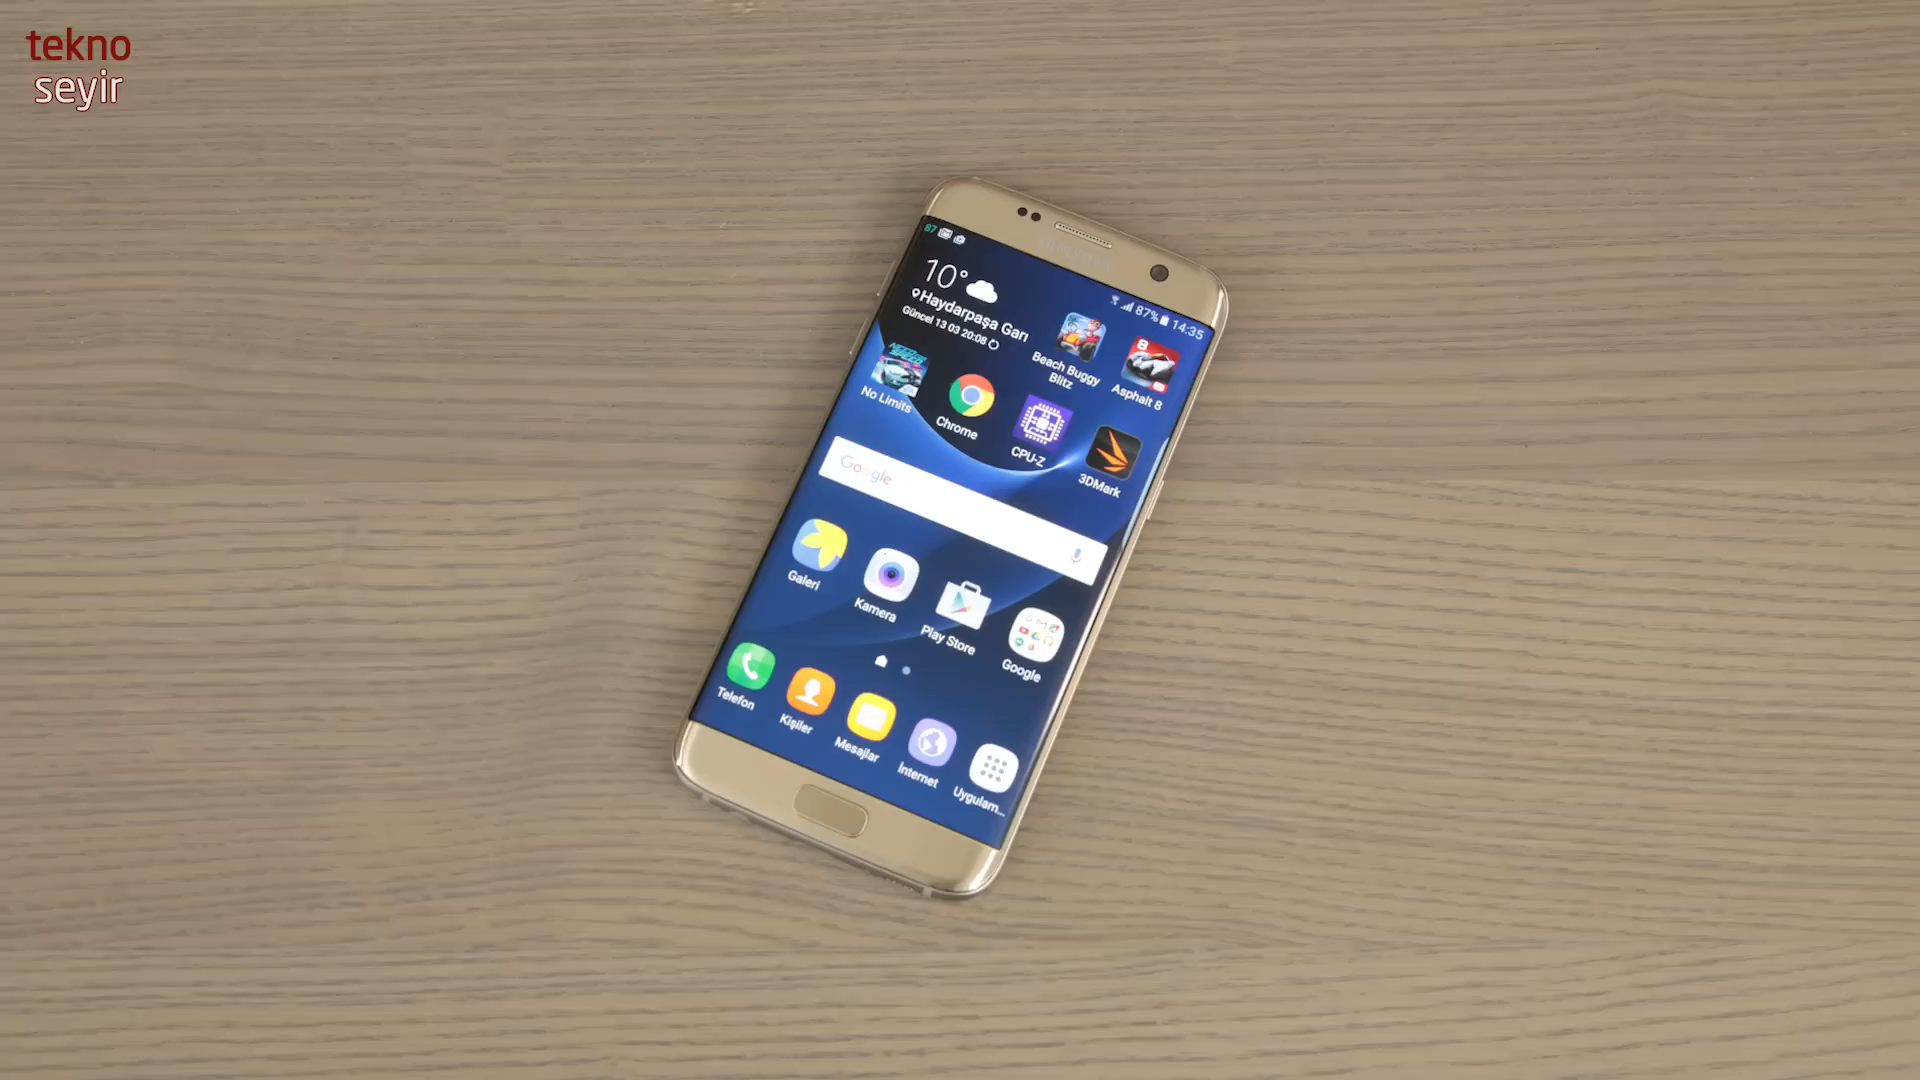 tekno
seyir
87
87% 14:35
10°
Haydarpaşa Garı
Güncel 13 03 20:08
Beach Buggy
Blitz
Asphalt 8
No Limits
Chrome
CPU-Z
3DMark
Google
Galeri
Kamera
Play Store
Google
Telefon
Kişiler
Mesajlar
İnternet
Uygulam...